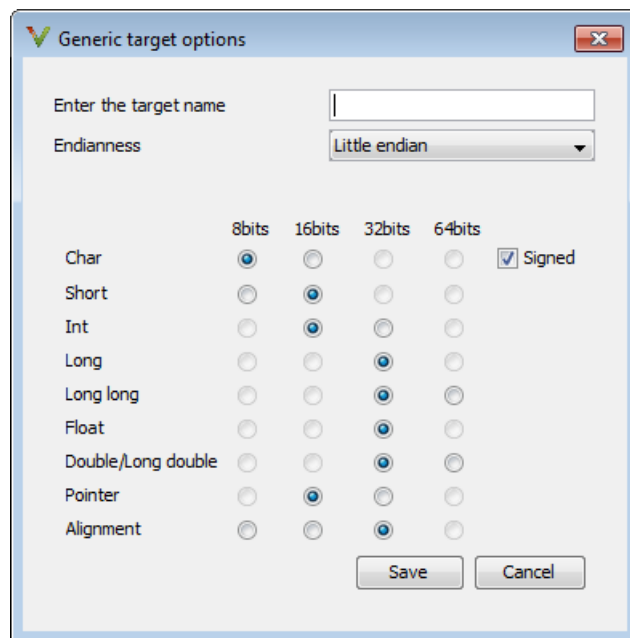 Generic target options
Enter the target name
Endianness Little endian
8bits 16bits 32bits 64bits
Char Signed
Short
Int
Long
Long long
Float
Double/Long double
Pointer
Alignment
Save Cancel